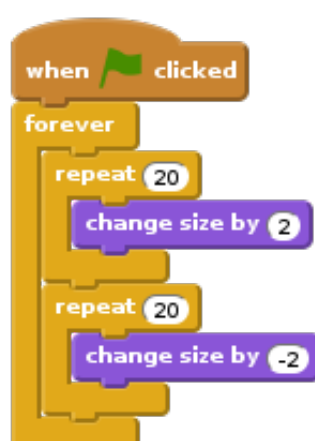 when clicked
forever
repeat 20
change size by 2
repeat 20
change size by -2